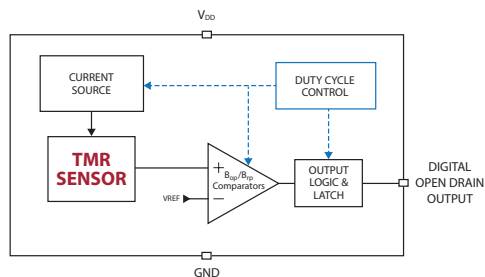 VDD
CURRENT
SOURCE
DUTY CYCLE
CONTROL
TMR
SENSOR
+
Bop/Brp
Comparators
VREF
−
OUTPUT
LOGIC &
LATCH
DIGITAL
OPEN DRAIN
OUTPUT
GND